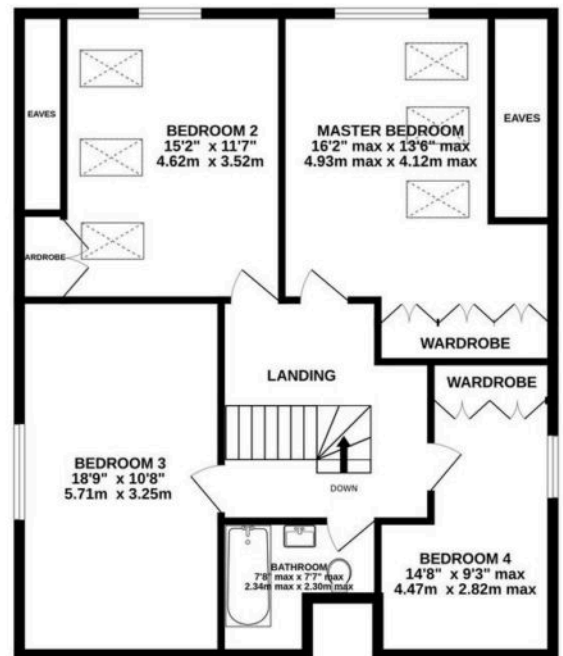 EAVES
BEDROOM 2
15'2" x 11'7"
4.62m x 3.52m
MASTER BEDROOM
16'2" max x 13'6" max
4.93m max x 4.12m max
EAVES
ARDROBE
WARDROBE
LANDING
WARDROBE
DOWN
BEDROOM 3
18'9" x 10'8"
5.71m x 3.25m
BATHROOM
7'8" max x 7'7" max
2.34m max x 2.30m max
BEDROOM 4
14'8" x 9'3" max
4.47m x 2.82m max